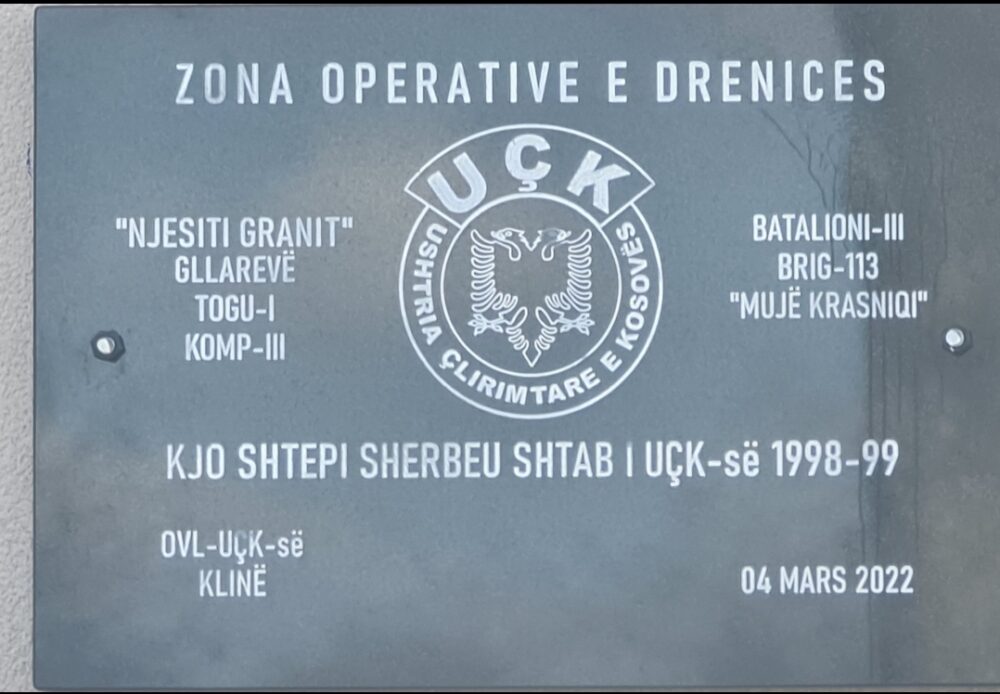 ZONA OPERATIVE E DRENICES
UÇK
USHTRIA ÇLIRIMTARE E KOSOVËS
"NJESITI GRANIT"
GLLAREVË
TOGU-I
KOMP-III
BATALIONI-III
BRIG-113
"MUJË KRASNIQI"
KJO SHTEPI SHERBEU SHTAB I UÇK-së 1998-99
OVL-UÇK-së
KLINË
04 MARS 2022